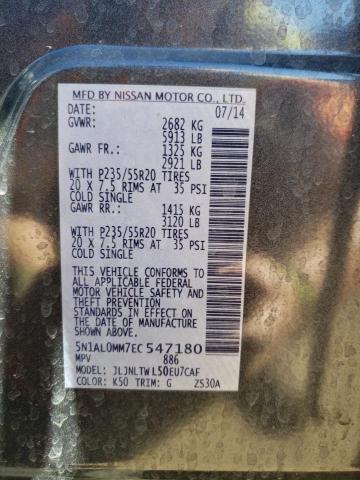 MFD BY NISSAN MOTOR CO., LTD.
DATE: 07/14
GVWR: 2682 KG
5913 LB
GAWR FR.: 1325 KG
2921 LB
WITH P235/55R20 TIRES
20 X 7.5 RIMS AT 35 PSI
COLD SINGLE
GAWR RR.: 1415 KG
3120 LB
WITH P235/55R20 TIRES
20 X 7.5 RIMS AT 35 PSI
COLD SINGLE
THIS VEHICLE CONFORMS TO
ALL APPLICABLE FEDERAL
MOTOR VEHICLE SAFETY
AND THEFT PREVENTION
STANDARDS IN EFFECT ON
THE DATE OF MANUFACTURE
SHOWN ABOVE.
5N1AL0MM7EC 547180
MPV 886
MODEL: JLJNLTW L50EU7CAF
COLOR: K50 TRIM: G ZS30A